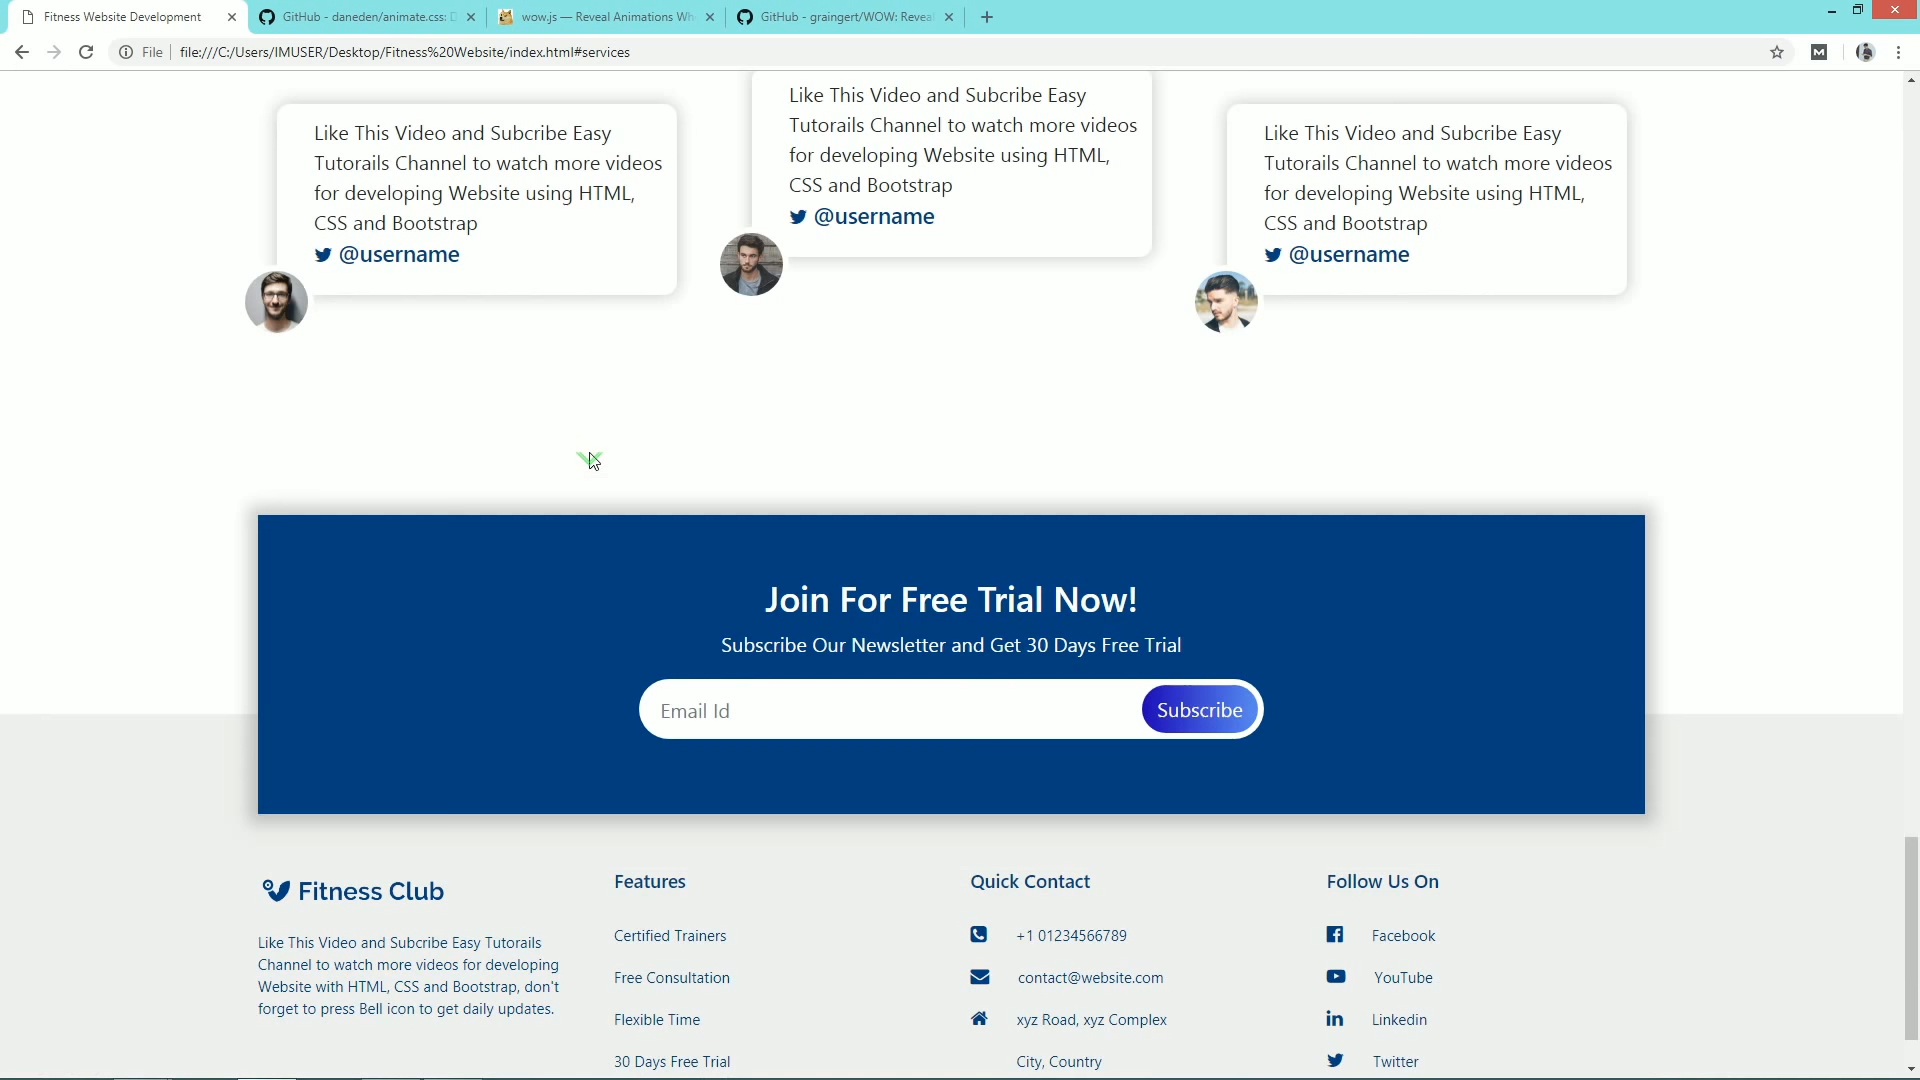 Fitness Website Development
GitHub - daneden/animate.css:
wow.js — Reveal Animations Wh
GitHub - graingert/WOW: Revea
File
file:///C:/Users/IMUSER/Desktop/Fitness%20Website/index.html#services
Like This Video and Subcribe Easy
Tutorails Channel to watch more videos
for developing Website using HTML,
CSS and Bootstrap
@username
Like This Video and Subcribe Easy
Tutorails Channel to watch more videos
for developing Website using HTML,
CSS and Bootstrap
@username
Like This Video and Subcribe Easy
Tutorails Channel to watch more videos
for developing Website using HTML,
CSS and Bootstrap
@username
Join For Free Trial Now!
Subscribe Our Newsletter and Get 30 Days Free Trial
Email Id
Subscribe
Fitness Club
Like This Video and Subcribe Easy Tutorails
Channel to watch more videos for developing
Website with HTML, CSS and Bootstrap, don't
forget to press Bell icon to get daily updates.
Features
Certified Trainers
Free Consultation
Flexible Time
30 Days Free Trial
Quick Contact
+1 01234566789
contact@website.com
xyz Road, xyz Complex
City, Country
Follow Us On
Facebook
YouTube
Linkedin
Twitter